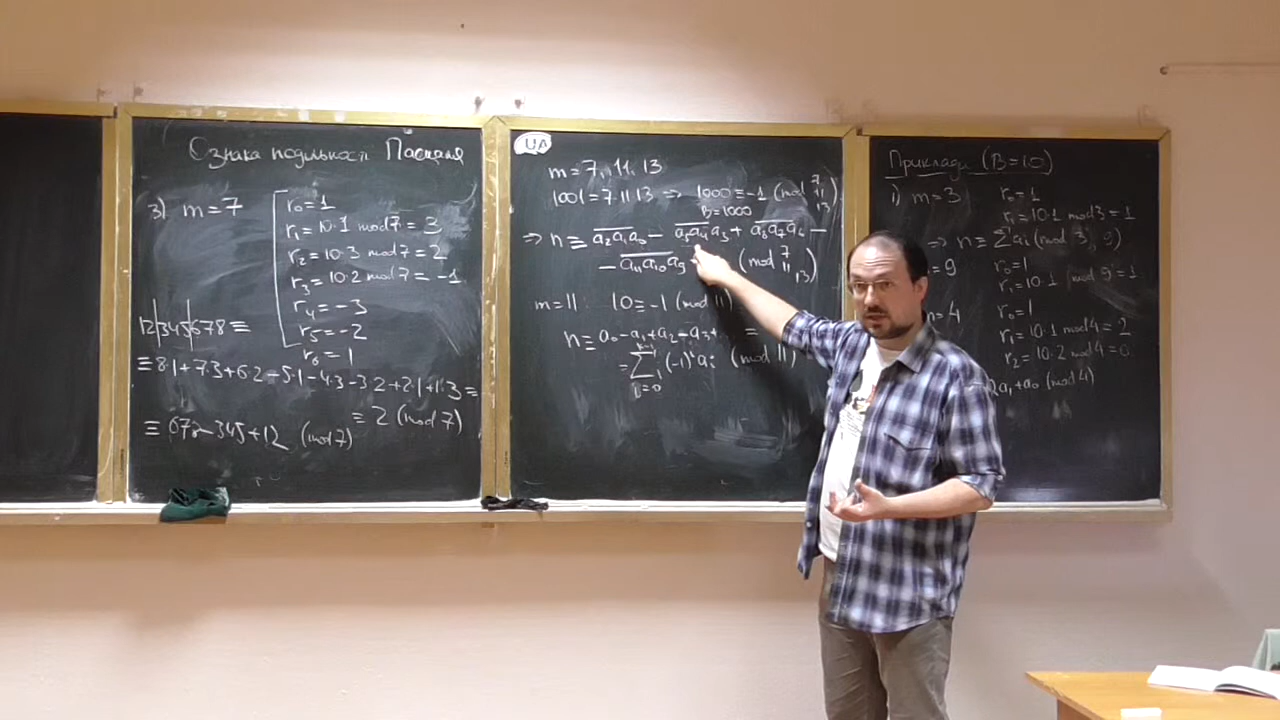 Ознака подільності Паскаля
3) m=7
r₀=1
r₁=10·1 mod 7 = 3
r₂=10·3 mod 7 = 2
r₃=10·2 mod 7 = -1
r₄=-3
r₅=-2
r₆=1
12|345|678≡
≡8·1+7·3+6·2-5·1-4·3-3·2+2·1+1·3≡
≡2 (mod 7)
≡678-345+12 (mod 7)
UA
m=7, 11, 13
1001=7·11·13 ⇒ 1000≡-1 (mod 7, 11, 13)
B=1000
⇒ n≡a₂a₁a₀-a₅a₄a₃+a₈a₇a₆-
-a₁₁a₁₀a₉ (mod 7, 11, 13)
m=11: 10≡-1 (mod 11)
n≡a₀-a₁+a₂-a₃+ =
=∑(-1)ⁱaᵢ (mod 11)
Приклади (B=10)
1) m=3
r₀=1
r₁=10·1 mod 3=1
⇒ n≡∑aᵢ (mod 3, 9)
=9
r₀=1
r₁=10·1 (mod 9=1
=4
r₀=1
r₁=10·1 mod 4=2
r₂=10·2 mod 4=0
2a₁+a₀ (mod 4)